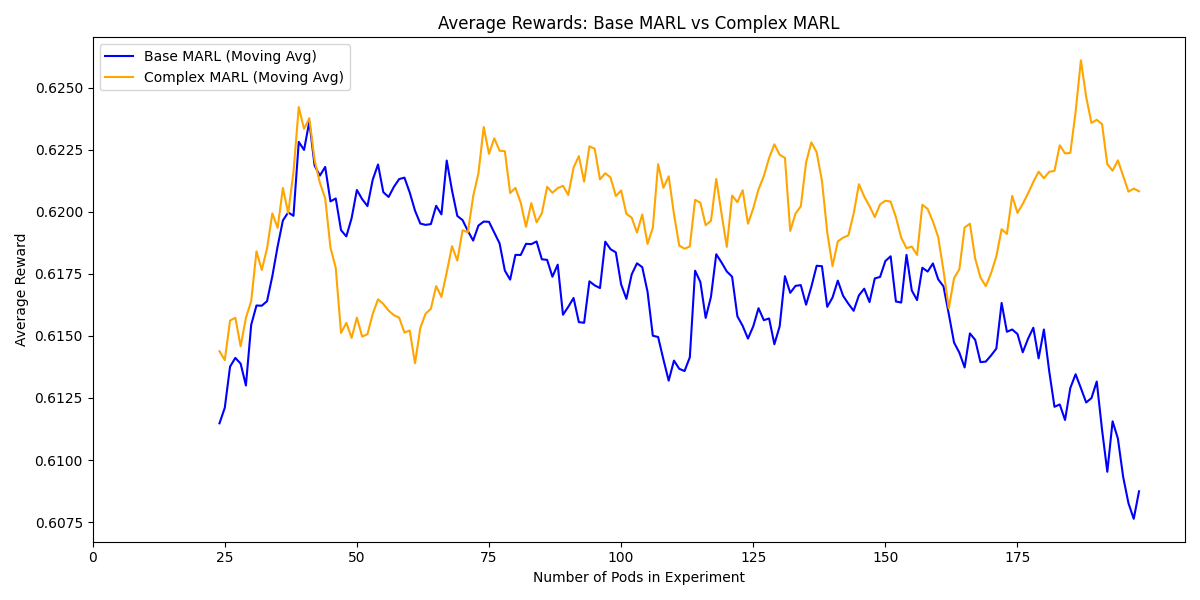 Average Rewards: Base MARL vs Complex MARL
Base MARL (Moving Avg)
Complex MARL (Moving Avg)
Average Reward
0.6250
0.6225
0.6200
0.6175
0.6150
0.6125
0.6100
0.6075
0 25 50 75 100 125 150 175
Number of Pods in Experiment